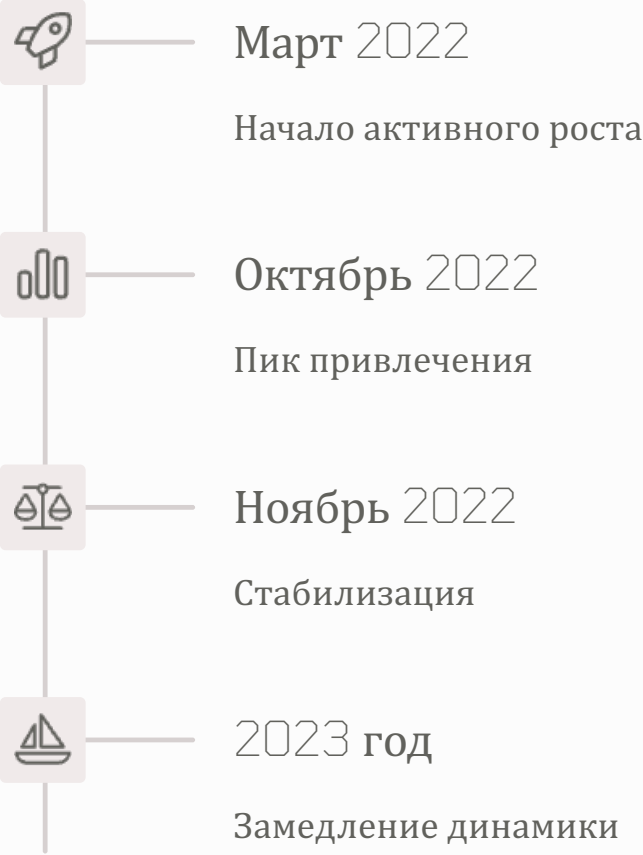 Март 2022
Начало активного роста
Октябрь 2022
Пик привлечения
Ноябрь 2022
Стабилизация
2023 год
Замедление динамики